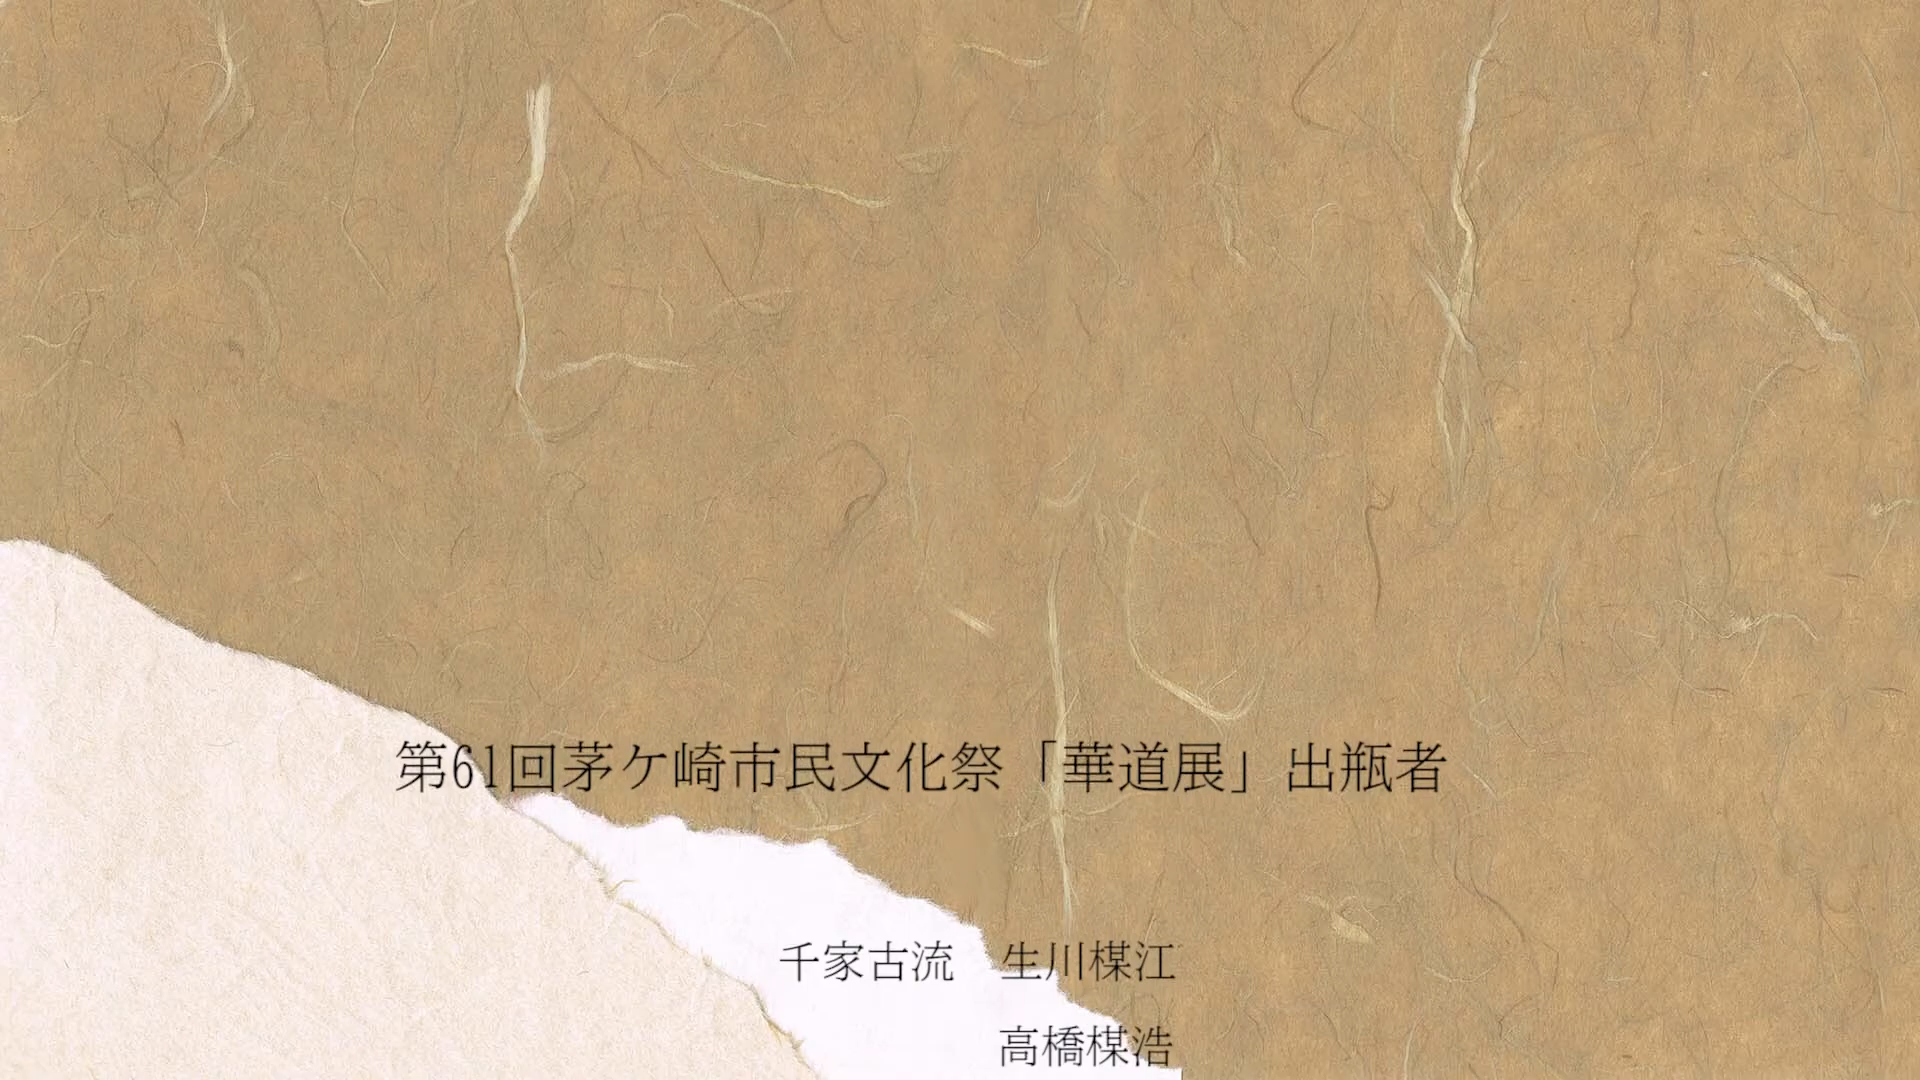 第61回茅ケ崎市民文化祭「華道展」出瓶者
千家古流　生川楳江
高橋楳浩